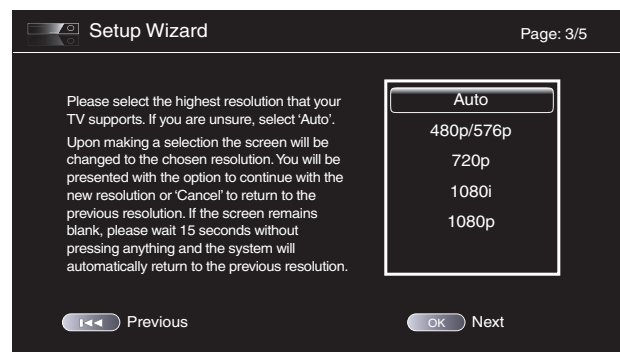 Setup Wizard
Page: 3/5
Please select the highest resolution that your
TV supports. If you are unsure, select ‘Auto’.
Upon making a selection the screen will be
changed to the chosen resolution. You will be
presented with the option to continue with the
new resolution or ‘Cancel’ to return to the
previous resolution. If the screen remains
blank, please wait 15 seconds without
pressing anything and the system will
automatically return to the previous resolution.
Auto
480p/576p
720p
1080i
1080p
Previous
OK Next